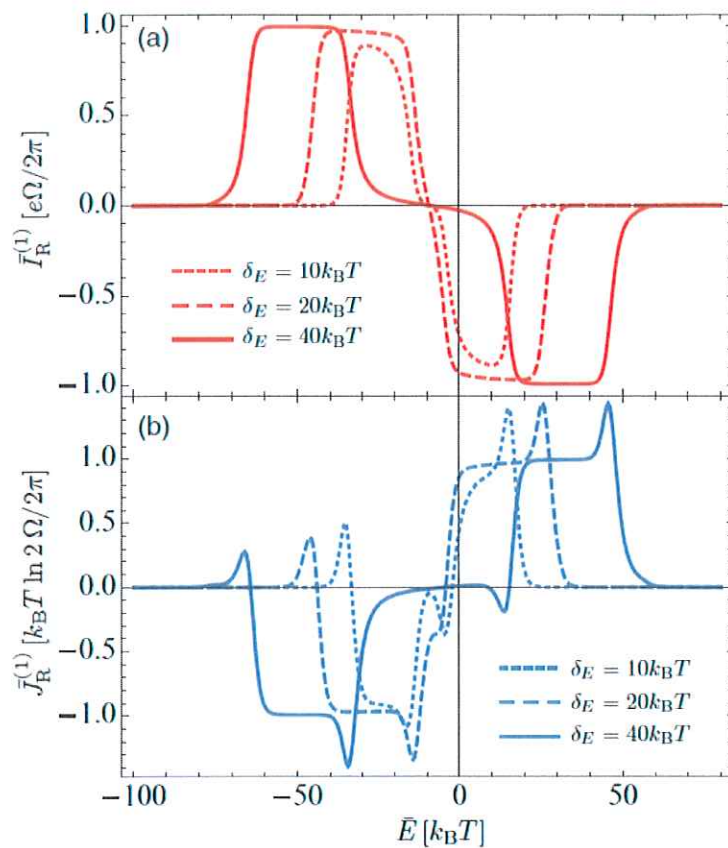 (a)
1.0
0.5
0.0
−0.5
−1.0
Ī_R^(1) [eΩ/2π]
δ_E = 10k_BT
δ_E = 20k_BT
δ_E = 40k_BT
(b)
1.0
0.5
0.0
−0.5
−1.0
J̄_R^(1) [k_BT ln 2 Ω/2π]
δ_E = 10k_BT
δ_E = 20k_BT
δ_E = 40k_BT
−100
−50
0
50
Ē [k_BT]